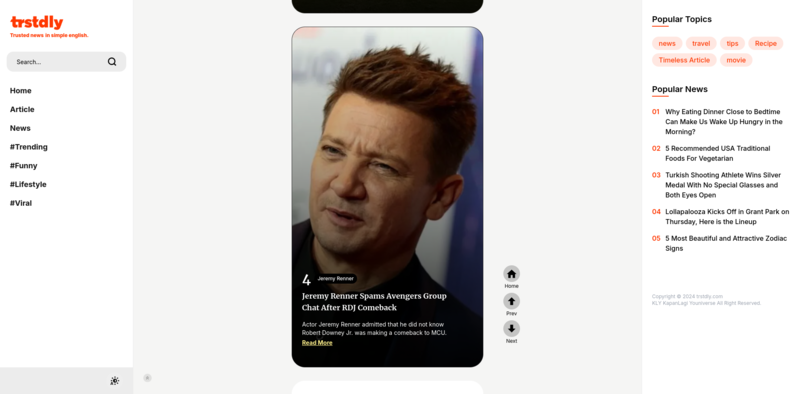 trstdly
Trusted news in simple english.
Search...
Home
Article
News
#Trending
#Funny
#Lifestyle
#Viral
4
Jeremy Renner
Jeremy Renner Spams Avengers Group
Chat After RDJ Comeback
Actor Jeremy Renner admitted that he did not know
Robert Downey Jr. was making a comeback to MCU.
Read More
Home
Prev
Next
Popular Topics
news
travel
tips
Recipe
Timeless Article
movie
Popular News
01 Why Eating Dinner Close to Bedtime
Can Make Us Wake Up Hungry in the
Morning?
02 5 Recommended USA Traditional
Foods For Vegetarian
03 Turkish Shooting Athlete Wins Silver
Medal With No Special Glasses and
Both Eyes Open
04 Lollapalooza Kicks Off in Grant Park on
Thursday, Here is the Lineup
05 5 Most Beautiful and Attractive Zodiac
Signs
Copyright © 2024 trstdly.com
KLY KapanLagi Youniverse All Right Reserved.